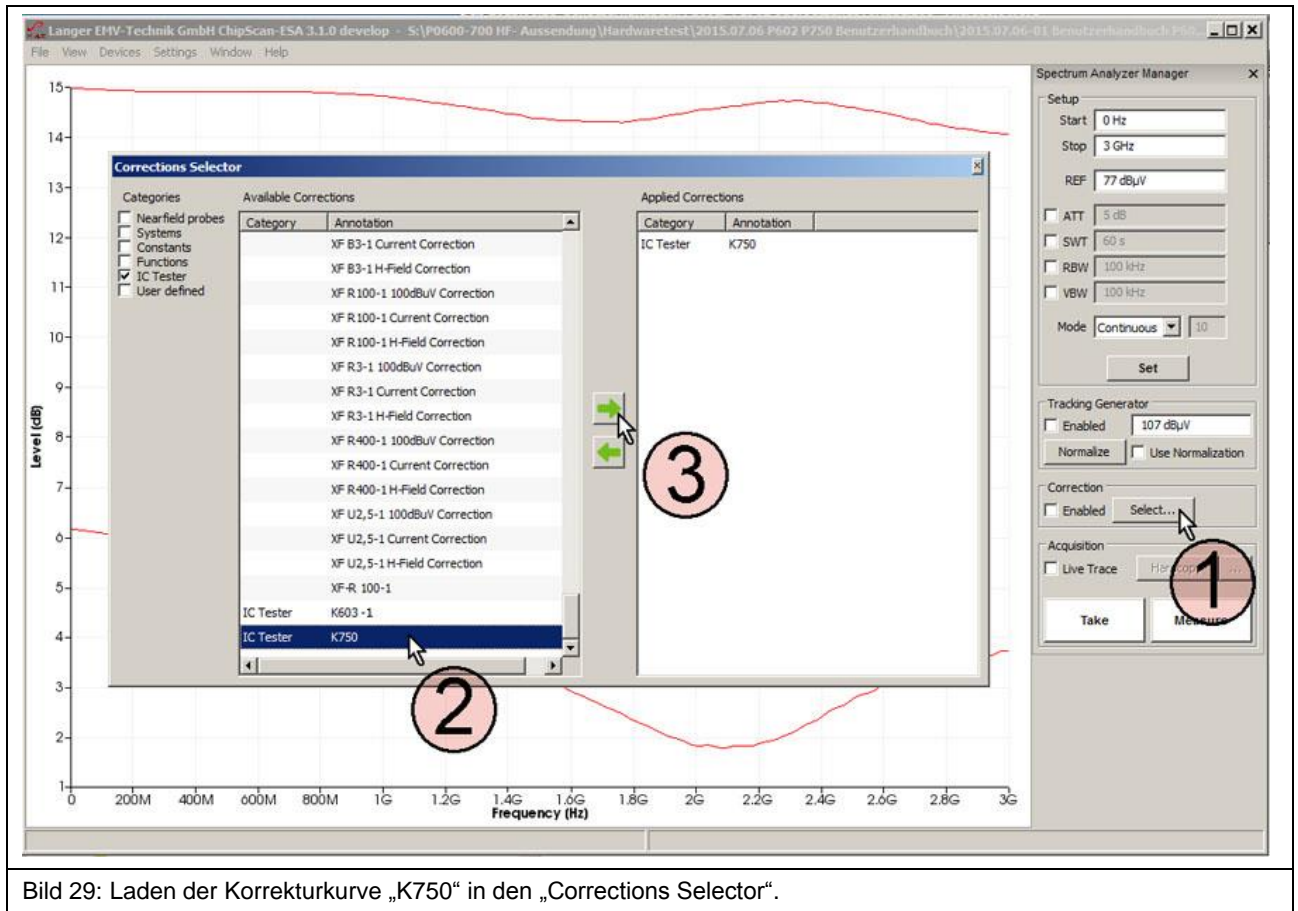 Langer EMV-Technik GmbH ChipScan-ESA 3.1.0 develop - S:\P0600-700 HF- Aussendung\Hardwaretest\2015.07.06 P602 P750 Benutzerhandbuch\2015.07.06-01 Benutzerhandbuch
File View Devices Settings Window Help
15
14
13
12
11
10
9
8
7
6
5
4
3
2
1
Level (dB)
0 200M 400M 600M 800M 1G 1.2G 1.4G 1.6G 1.8G 2G 2.2G 2.4G 2.6G 2.8G 3G
Frequency (Hz)
Corrections Selector
Categories
Nearfield probes
Systems
Constants
Functions
IC Tester
User defined
Available Corrections
Category Annotation
XF B3-1 Current Correction
XF B3-1 H-Field Correction
XF R100-1 100dBuV Correction
XF R100-1 Current Correction
XF R100-1 H-Field Correction
XF R3-1 100dBuV Correction
XF R3-1 Current Correction
XF R3-1 H-Field Correction
XF R400-1 100dBuV Correction
XF R400-1 Current Correction
XF R400-1 H-Field Correction
XF U2,5-1 100dBuV Correction
XF U2,5-1 Current Correction
XF U2,5-1 H-Field Correction
XF-R 100-1
IC Tester K603 -1
IC Tester K750
2
3
Applied Corrections
Category Annotation
IC Tester K750
Spectrum Analyzer Manager
Setup
Start 0 Hz
Stop 3 GHz
REF 77 dBµV
ATT 5 dB
SWT 60 s
RBW 100 kHz
VBW 100 kHz
Mode Continuous 10
Set
Tracking Generator
Enabled 107 dBµV
Normalize Use Normalization
Correction
Enabled Select...
Acquisition
Live Trace ...
1
Take Measure
Bild 29: Laden der Korrekturkurve „K750“ in den „Corrections Selector“.